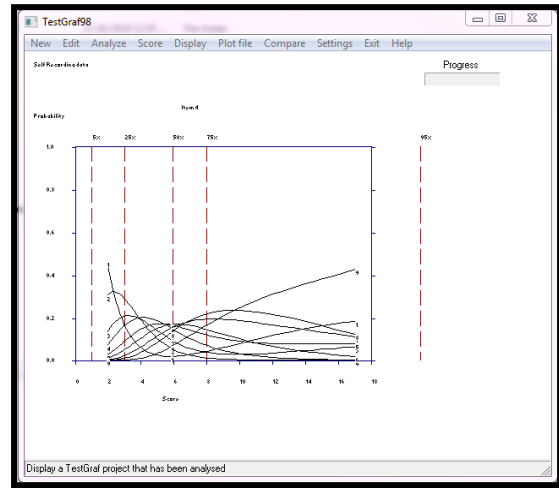 TestGraf98
New Edit Analyze Score Display Plot file Compare Settings Exit Help
Self Recording data
Progress
Item 4
Probability
5% 25% 50% 75% 95%
1.0
0.8
0.6
0.4
0.2
0.0
0 2 4 6 8 10 12 14 16 18
Score
Display a TestGraf project that has been analysed